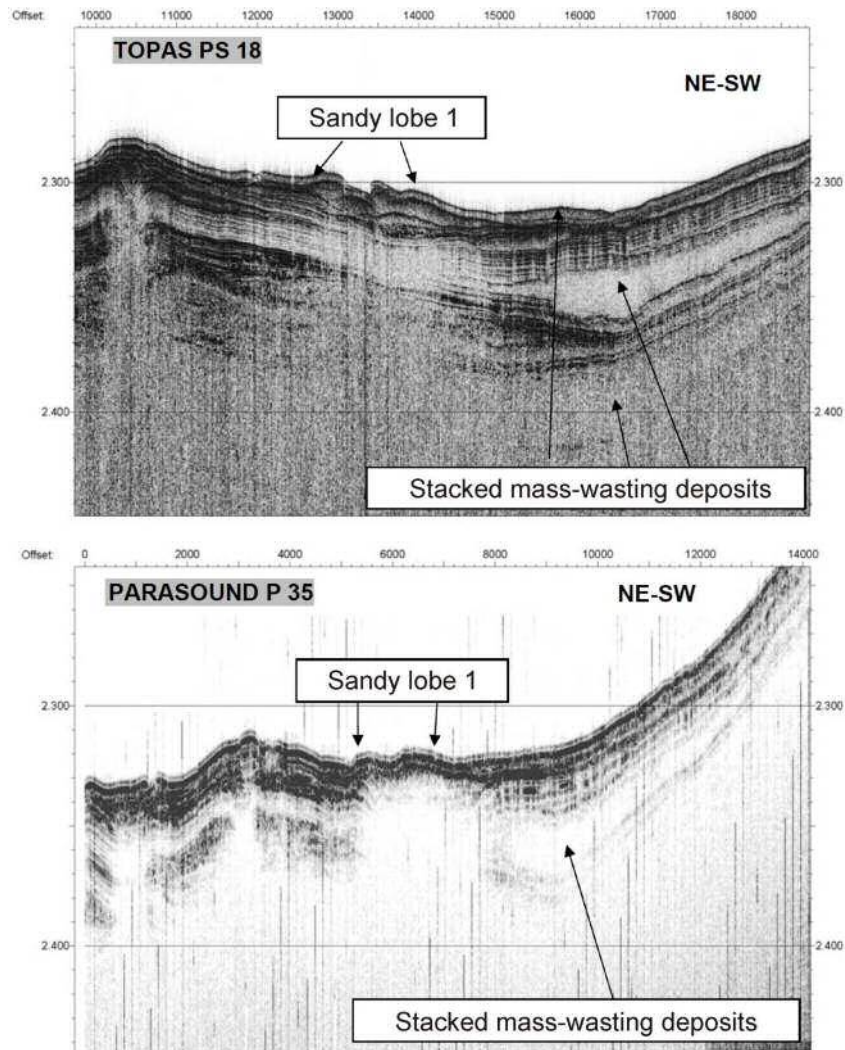 Offset: 10000 11000 12000 13000 14000 15000 16000 17000 18000
TOPAS PS 18
NE-SW
Sandy lobe 1
2.300 2.300
2.400 2.400
Stacked mass-wasting deposits
Offset: 0 2000 4000 6000 8000 10000 12000 14000
PARASOUND P 35
NE-SW
Sandy lobe 1
2.300 2.300
2.400 2.400
Stacked mass-wasting deposits